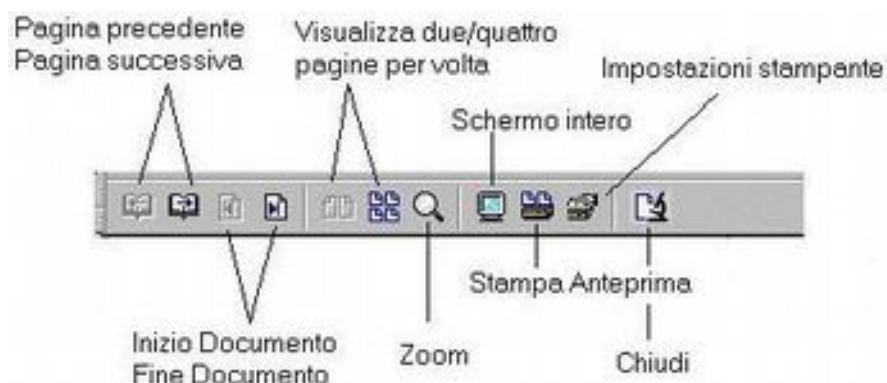 Pagina precedente
Pagina successiva
Visualizza due/quattro
pagine per volta
Impostazioni stampante
Schermo intero
Stampa Anteprima
Inizio Documento
Fine Documento
Zoom
Chiudi